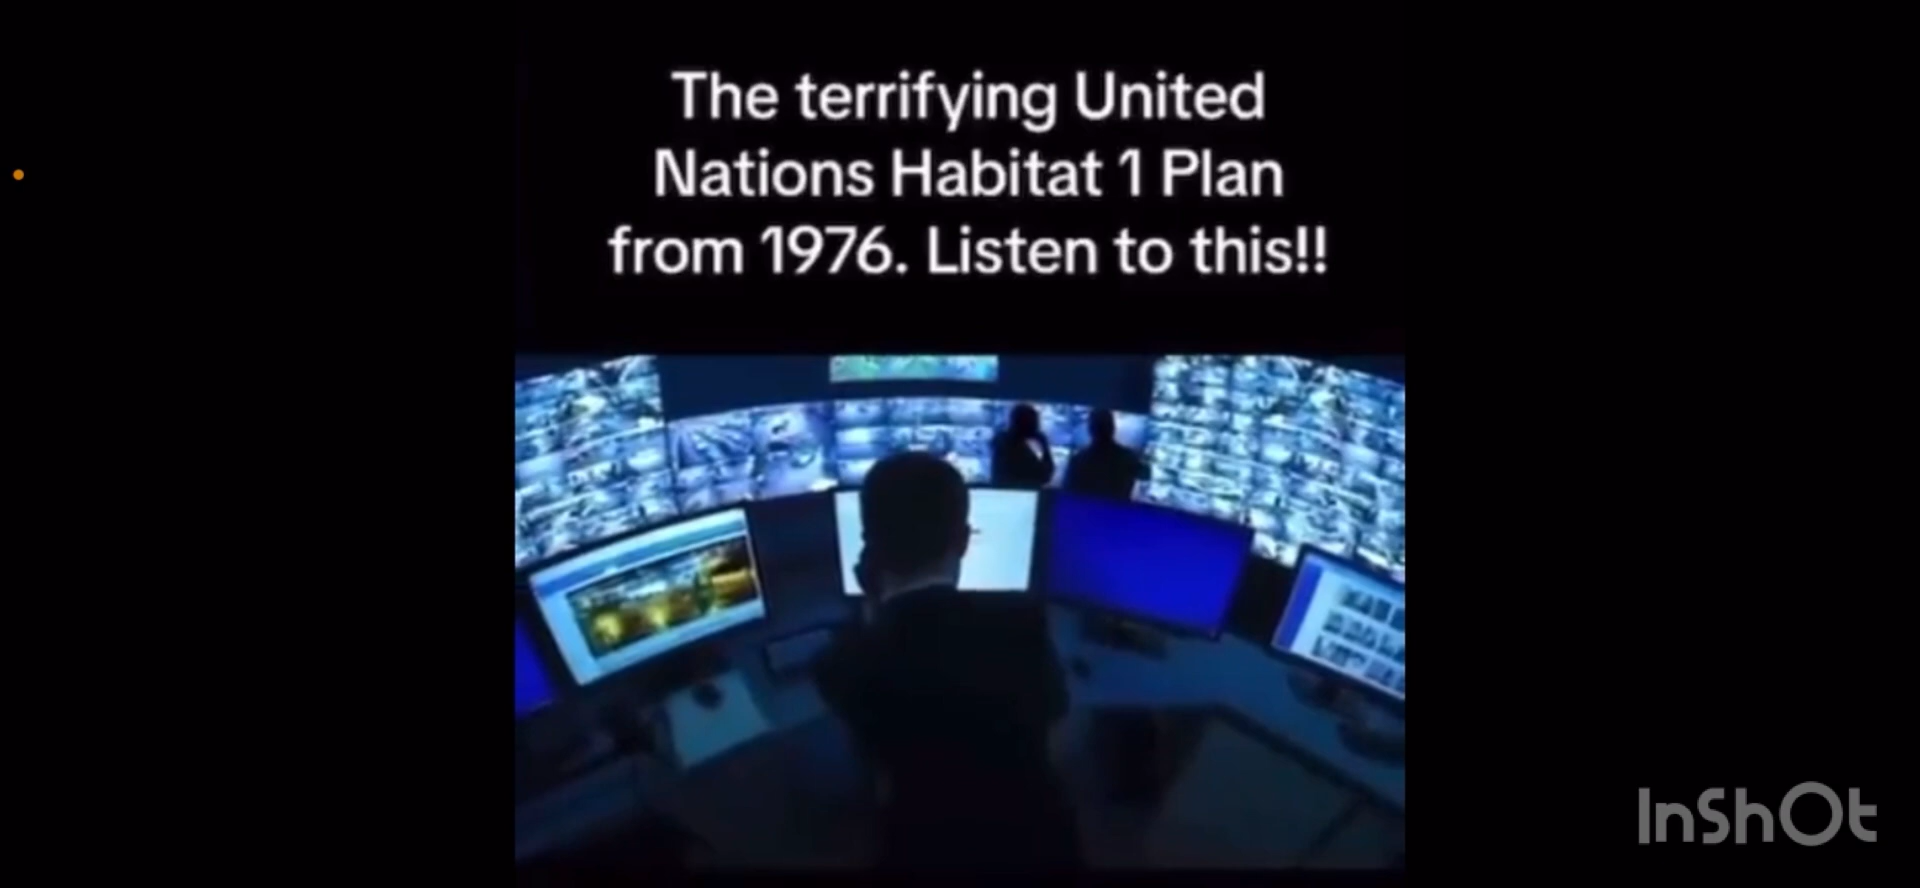 The terrifying United
Nations Habitat 1 Plan
from 1976. Listen to this!!
InShOt